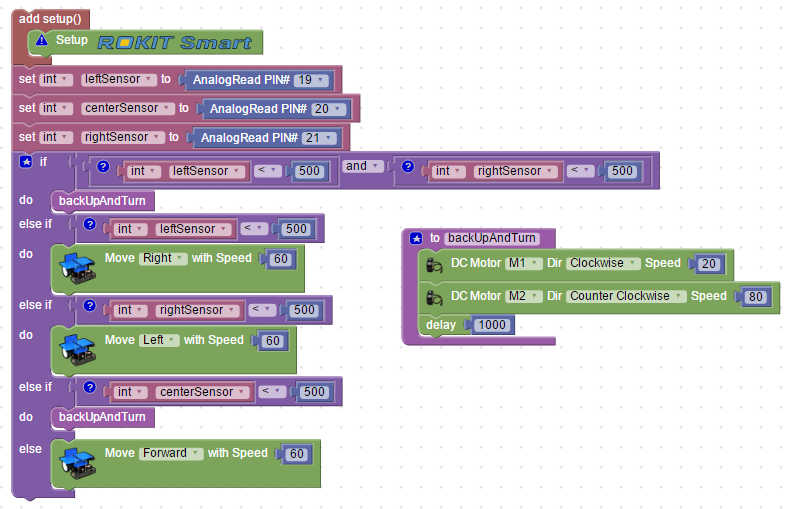 add setup()
Setup ROKIT Smart
set int leftSensor to AnalogRead PIN# 19
set int centerSensor to AnalogRead PIN# 20
set int rightSensor to AnalogRead PIN# 21
if int leftSensor < 500 and int rightSensor < 500
do backUpAndTurn
else if int leftSensor < 500
do Move Right with Speed 60
else if int rightSensor < 500
do Move Left with Speed 60
else if int centerSensor < 500
do backUpAndTurn
else Move Forward with Speed 60
to backUpAndTurn
DC Motor M1 Dir Clockwise Speed 20
DC Motor M2 Dir Counter Clockwise Speed 80
delay 1000